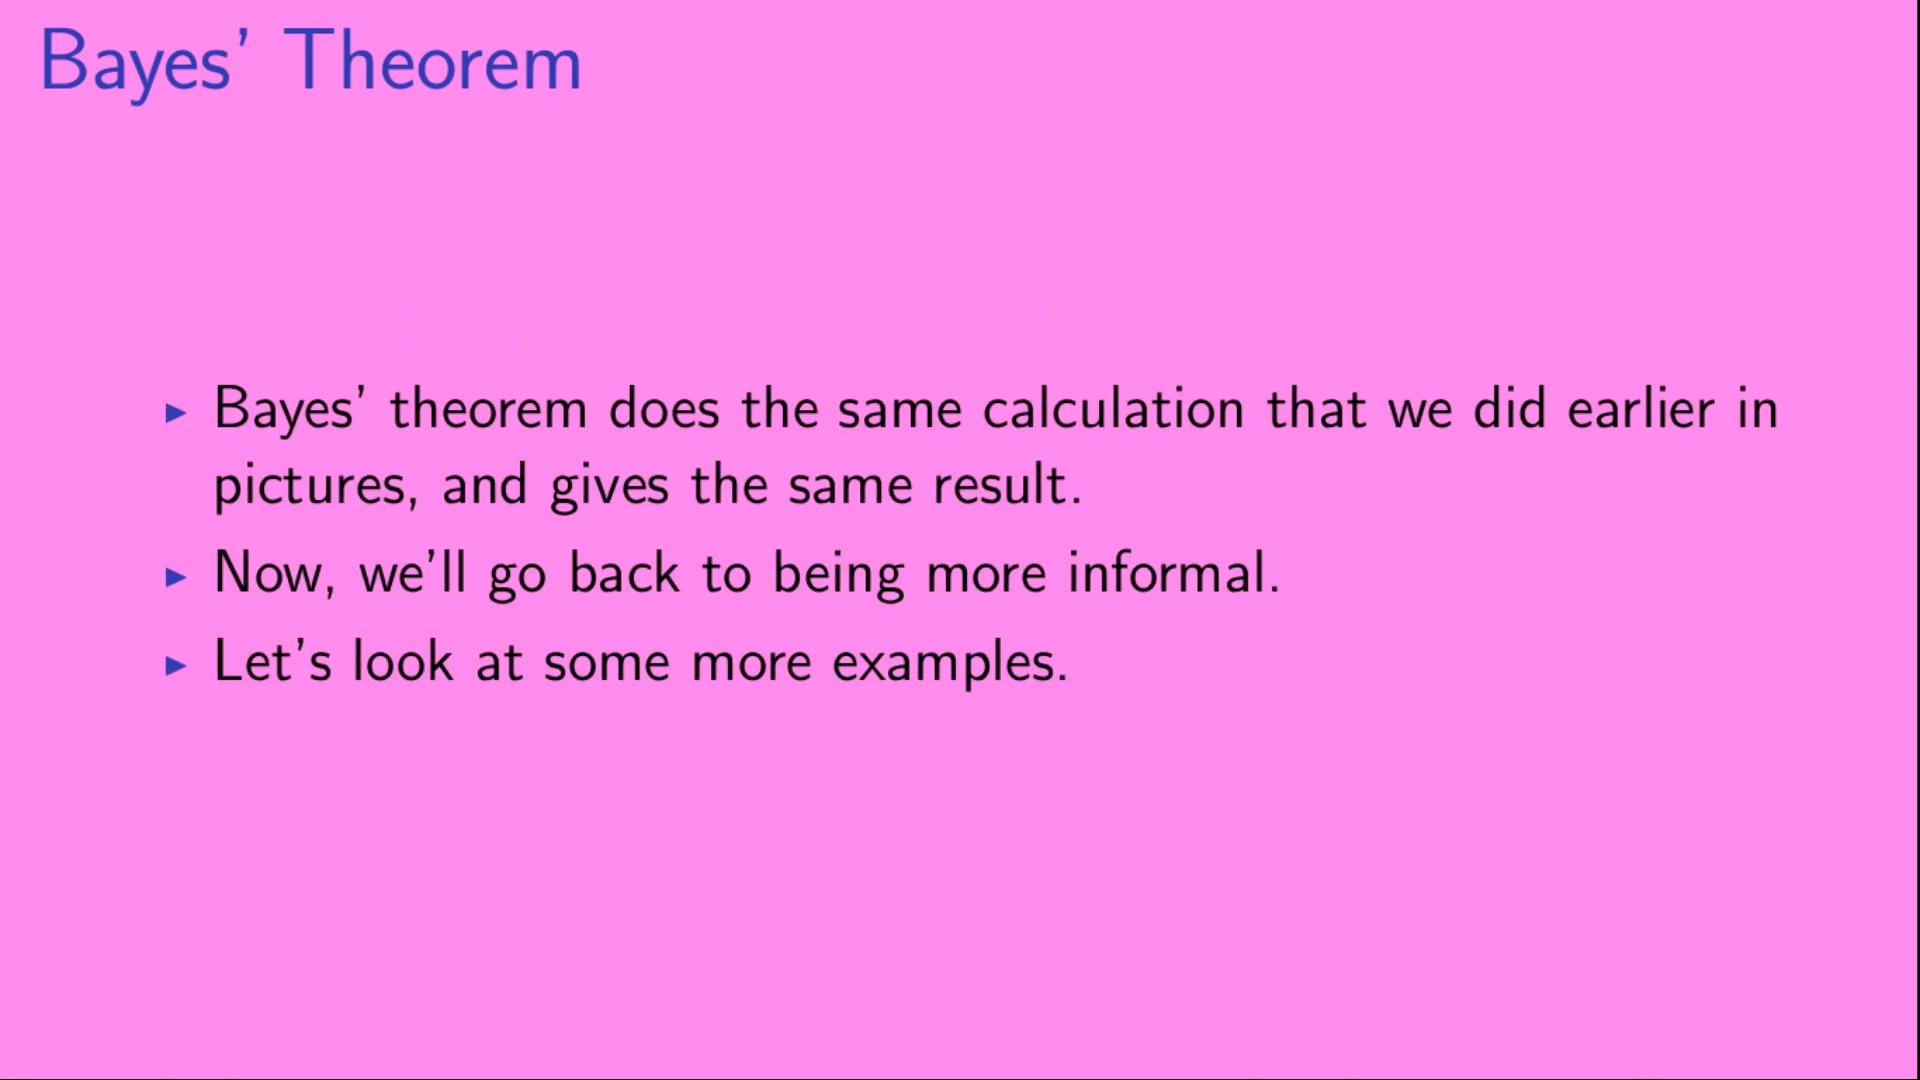 Bayes’ Theorem
▶ Bayes’ theorem does the same calculation that we did earlier in
pictures, and gives the same result.
▶ Now, we’ll go back to being more informal.
▶ Let’s look at some more examples.